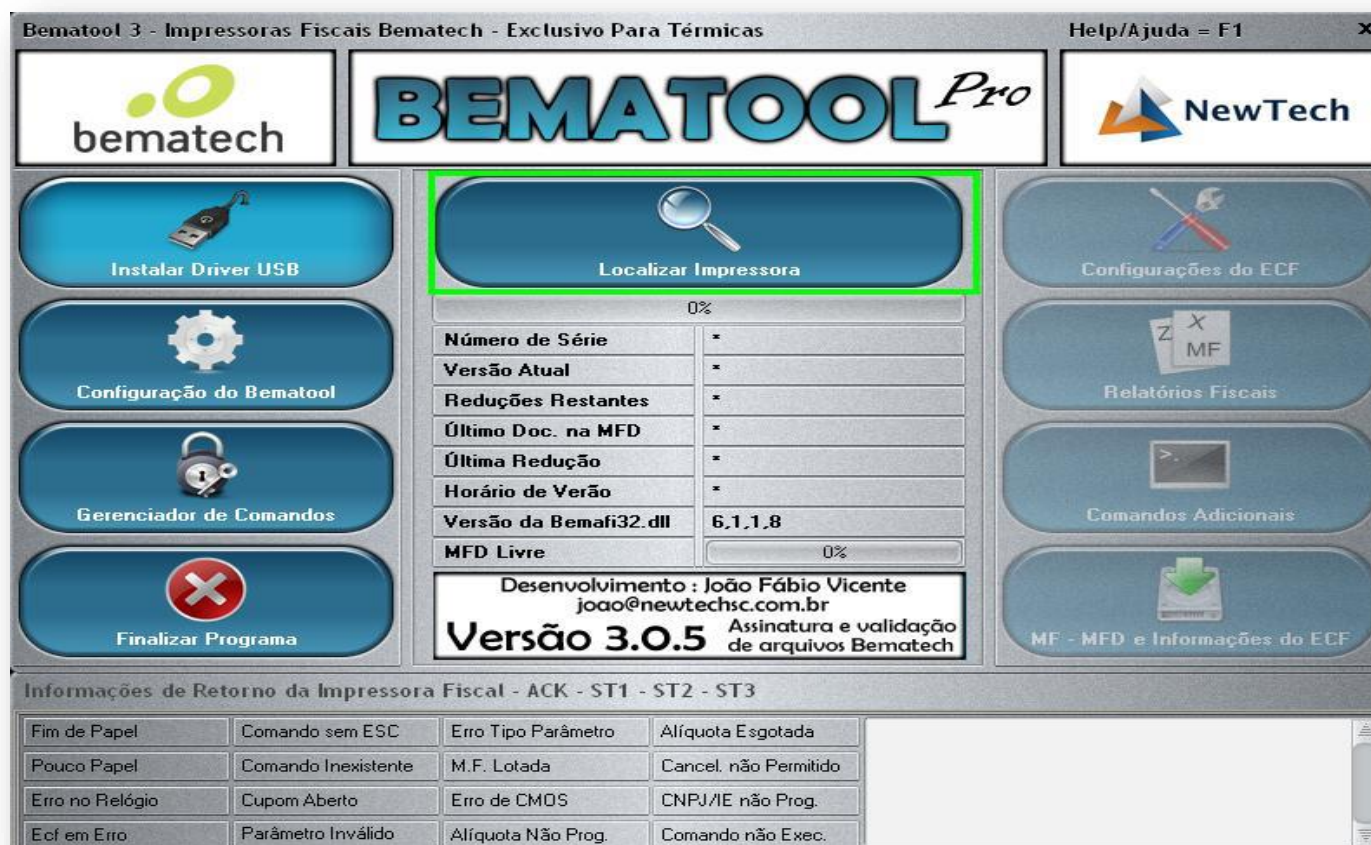 Bematool 3 - Impressoras Fiscais Bematech - Exclusivo Para Térmicas
Help/Ajuda = F1
X
bematech
BEMATOOL Pro
NewTech
Instalar Driver USB
Configuração do Bematool
Gerenciador de Comandos
Finalizar Programa
Localizar Impressora
0%
Número de Série *
Versão Atual *
Reduções Restantes *
Último Doc. na MFD *
Última Redução *
Horário de Verão *
Versão da Bemafi32.dll 6,1,1,8
MFD Livre 0%
Desenvolvimento : João Fábio Vicente
joao@newtechsc.com.br
Versão 3.0.5
Assinatura e validação
de arquivos Bematech
Configurações do ECF
Z X
MF
Relatórios Fiscais
>.
Comandos Adicionais
MF - MFD e Informações do ECF
Informações de Retorno da Impressora Fiscal - ACK - ST1 - ST2 - ST3
Fim de Papel Comando sem ESC Erro Tipo Parâmetro Alíquota Esgotada
Pouco Papel Comando Inexistente M.F. Lotada Cancel. não Permitido
Erro no Relógio Cupom Aberto Erro de CMOS CNPJ/IE não Prog.
Ecf em Erro Parâmetro Inválido Alíquota Não Prog. Comando não Exec.